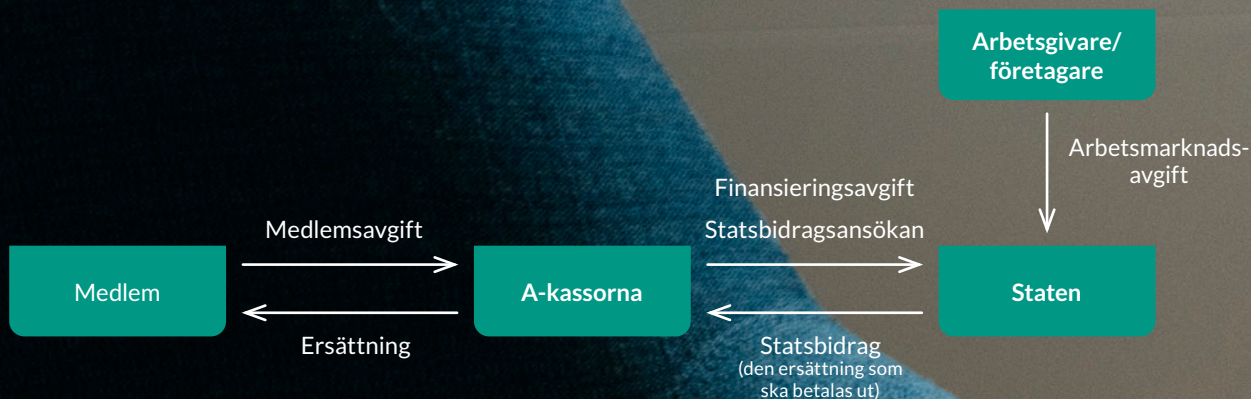 Arbetsgivare/
företagare
Arbetsmarknads-
avgift
Finansieringsavgift
Medlemsavgift
Statsbidragsansökan
Medlem
A-kassorna
Staten
Ersättning
Statsbidrag
(den ersättning som
ska betalas ut)